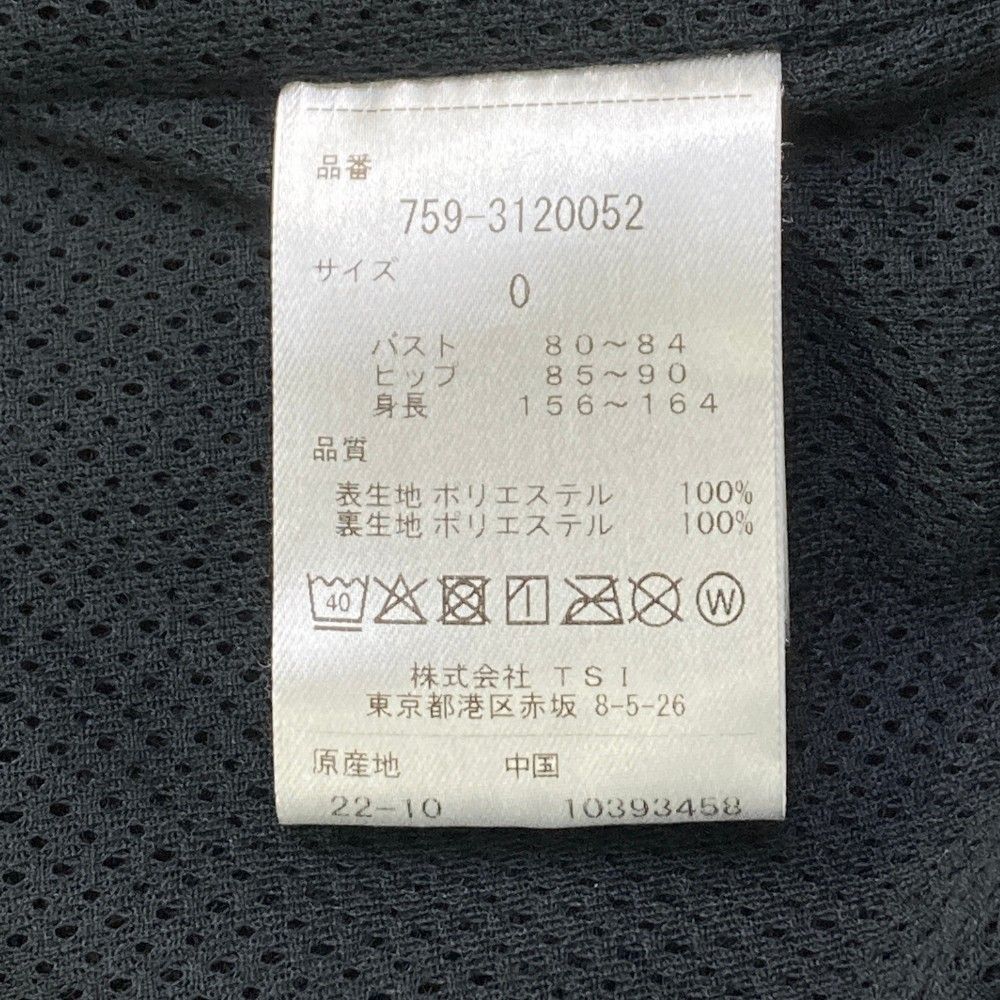 品番
759-3120052
サイズ
0
バスト 80～84
ヒップ 85～90
身長 156～164
品質
表生地 ポリエステル 100%
裏生地 ポリエステル 100%
40 W
株式会社 TSI
東京都港区赤坂 8-5-26
原産地 中国
22-10 10393458